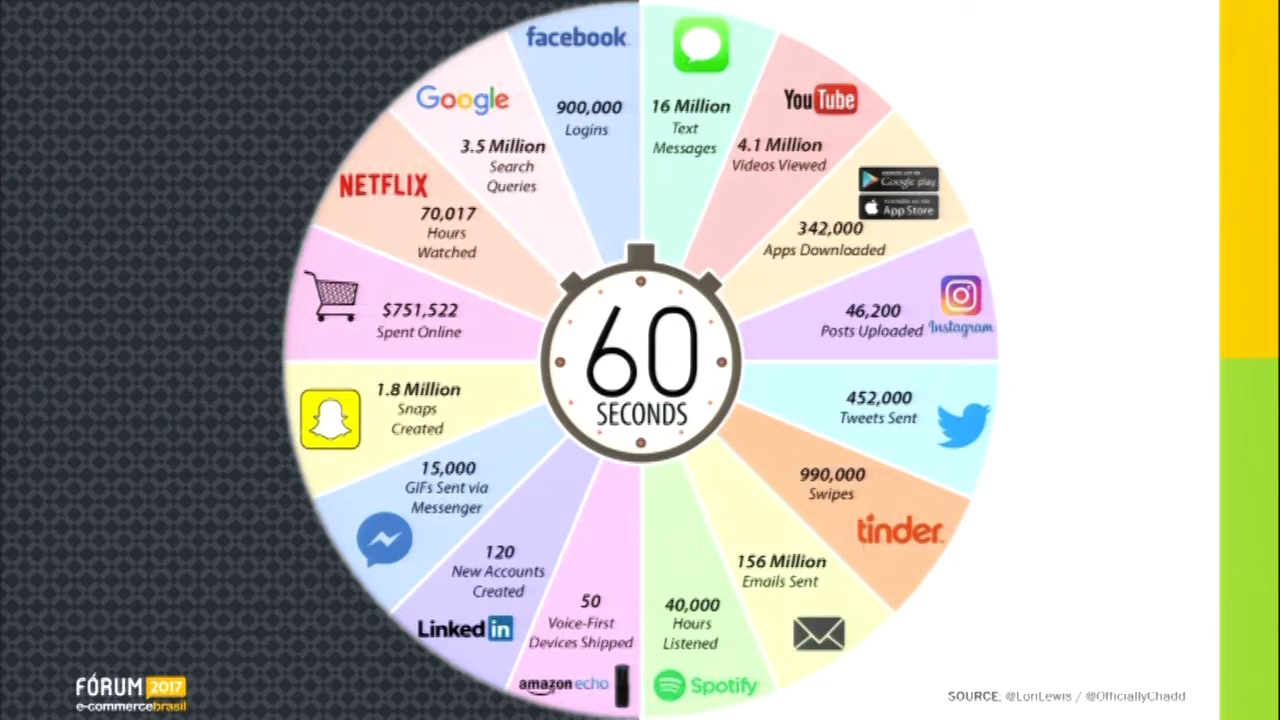 facebook
900,000
Logins
16 Million
Text
Messages
You Tube
4.1 Million
Videos Viewed
Google play
App Store
342,000
Apps Downloaded
46,200
Posts Uploaded
Instagram
452,000
Tweets Sent
990,000
Swipes
tinder
156 Million
Emails Sent
40,000
Hours
Listened
Spotify
50
Voice-First
Devices Shipped
amazon echo
120
New Accounts
Created
Linked in
15,000
GIFs Sent via
Messenger
1.8 Million
Snaps
Created
$751,522
Spent Online
NETFLIX
70,017
Hours
Watched
Google
3.5 Million
Search
Queries
60
SECONDS
FÓRUM 2017
e-commercebrasil
SOURCE: @LoriLewis / @OfficiallyChadd